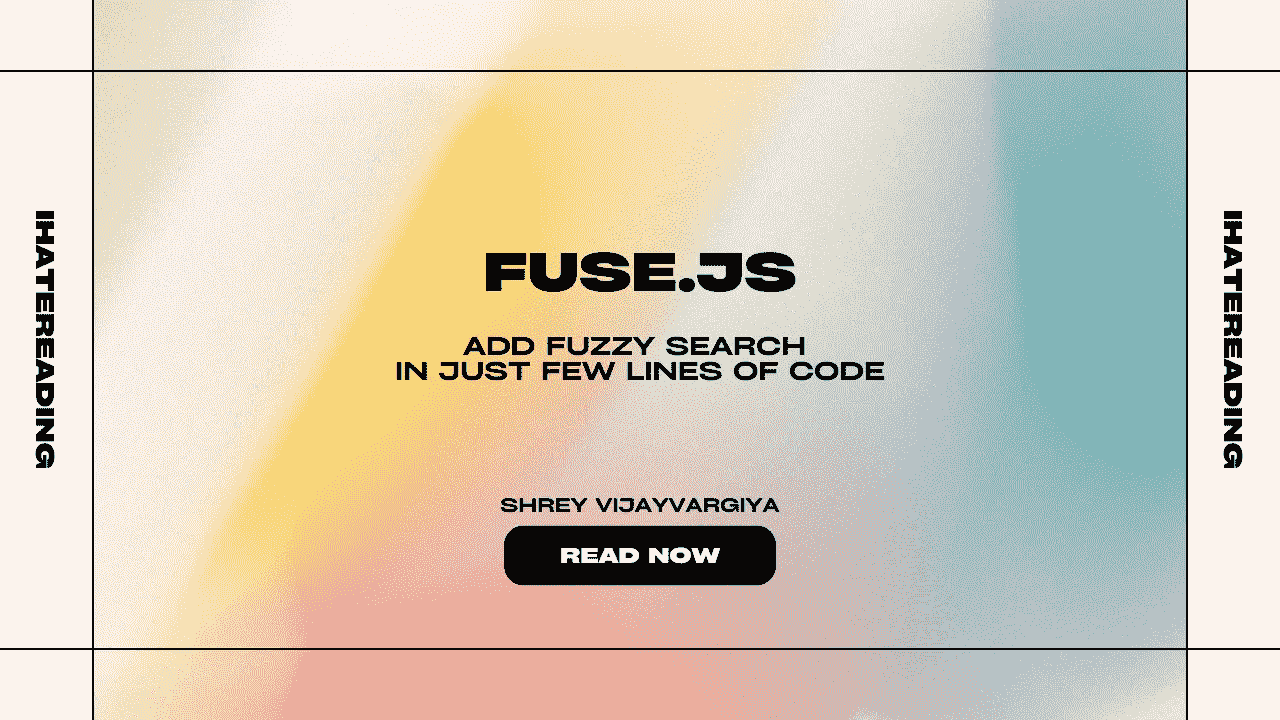 IHATEREADING
FUSE.JS
ADD FUZZY SEARCH
IN JUST FEW LINES OF CODE
SHREY VIJAYVARGIYA
READ NOW
IHATEREADING